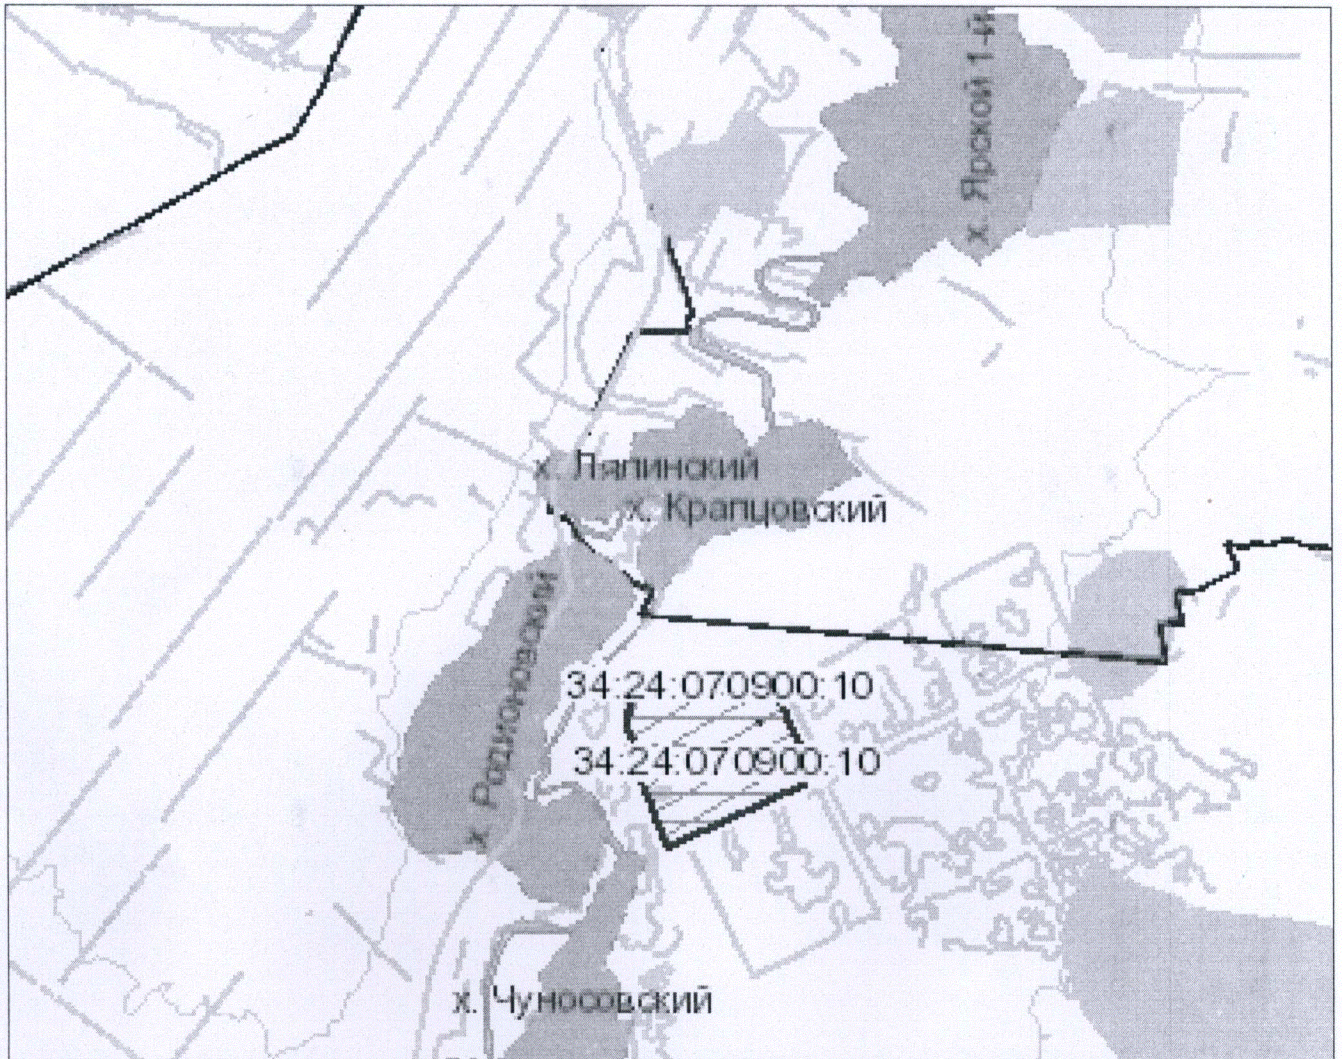 х. Ярской 1-й
х. Ляпинский
х. Крапцовский
х. Родионовский
34:24:070900:10
34:24:070900:10
х. Чуносовский